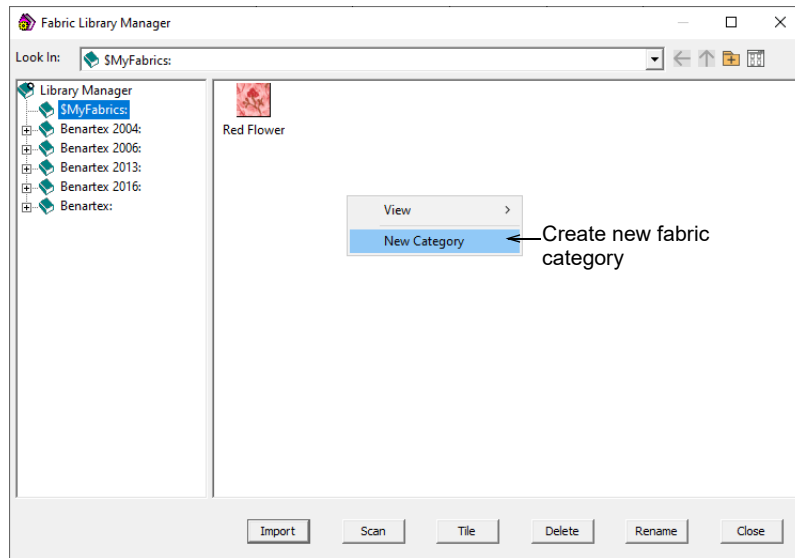 Fabric Library Manager
Look In: $MyFabrics:
Library Manager
$MyFabrics:
Benartex 2004:
Benartex 2006:
Benartex 2013:
Benartex 2016:
Benartex:
Red Flower
View
New Category
Create new fabric
category
Import Scan Tile Delete Rename Close